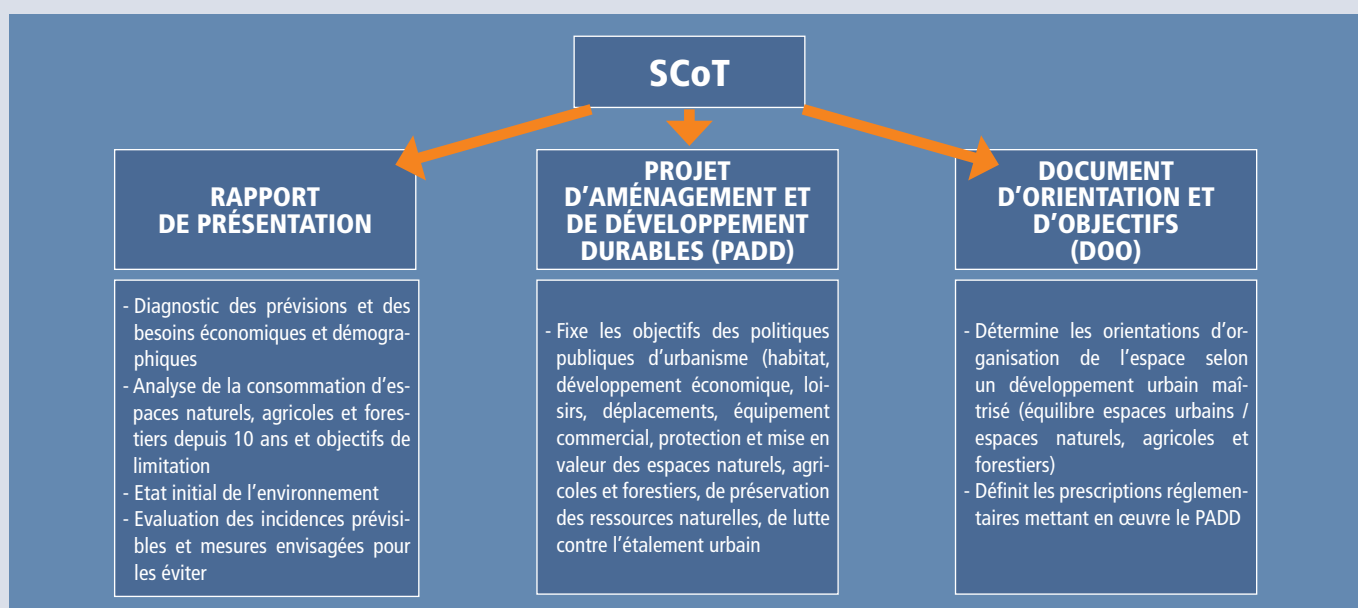 SCoT
RAPPORT
DE PRÉSENTATION
- Diagnostic des prévisions et des
besoins économiques et démogra-
phiques
- Analyse de la consommation d'es-
paces naturels, agricoles et fores-
tiers depuis 10 ans et objectifs de
limitation
- Etat initial de l'environnement
- Evaluation des incidences prévisi-
bles et mesures envisagées pour
les éviter
PROJET
D'AMÉNAGEMENT ET
DE DÉVELOPPEMENT
DURABLES (PADD)
- Fixe les objectifs des politiques
publiques d'urbanisme (habitat,
développement économique, loi-
sirs, déplacements, équipement
commercial, protection et mise en
valeur des espaces naturels, agri-
coles et forestiers, de préservation
des ressources naturelles, de lutte
contre l'étalement urbain
DOCUMENT
D'ORIENTATION ET
D'OBJECTIFS
(DOO)
- Détermine les orientations d'or-
ganisation de l'espace selon
un développement urbain maî-
trisé (équilibre espaces urbains /
espaces naturels, agricoles et
forestiers)
- Définit les prescriptions réglemen-
taires mettant en œuvre le PADD